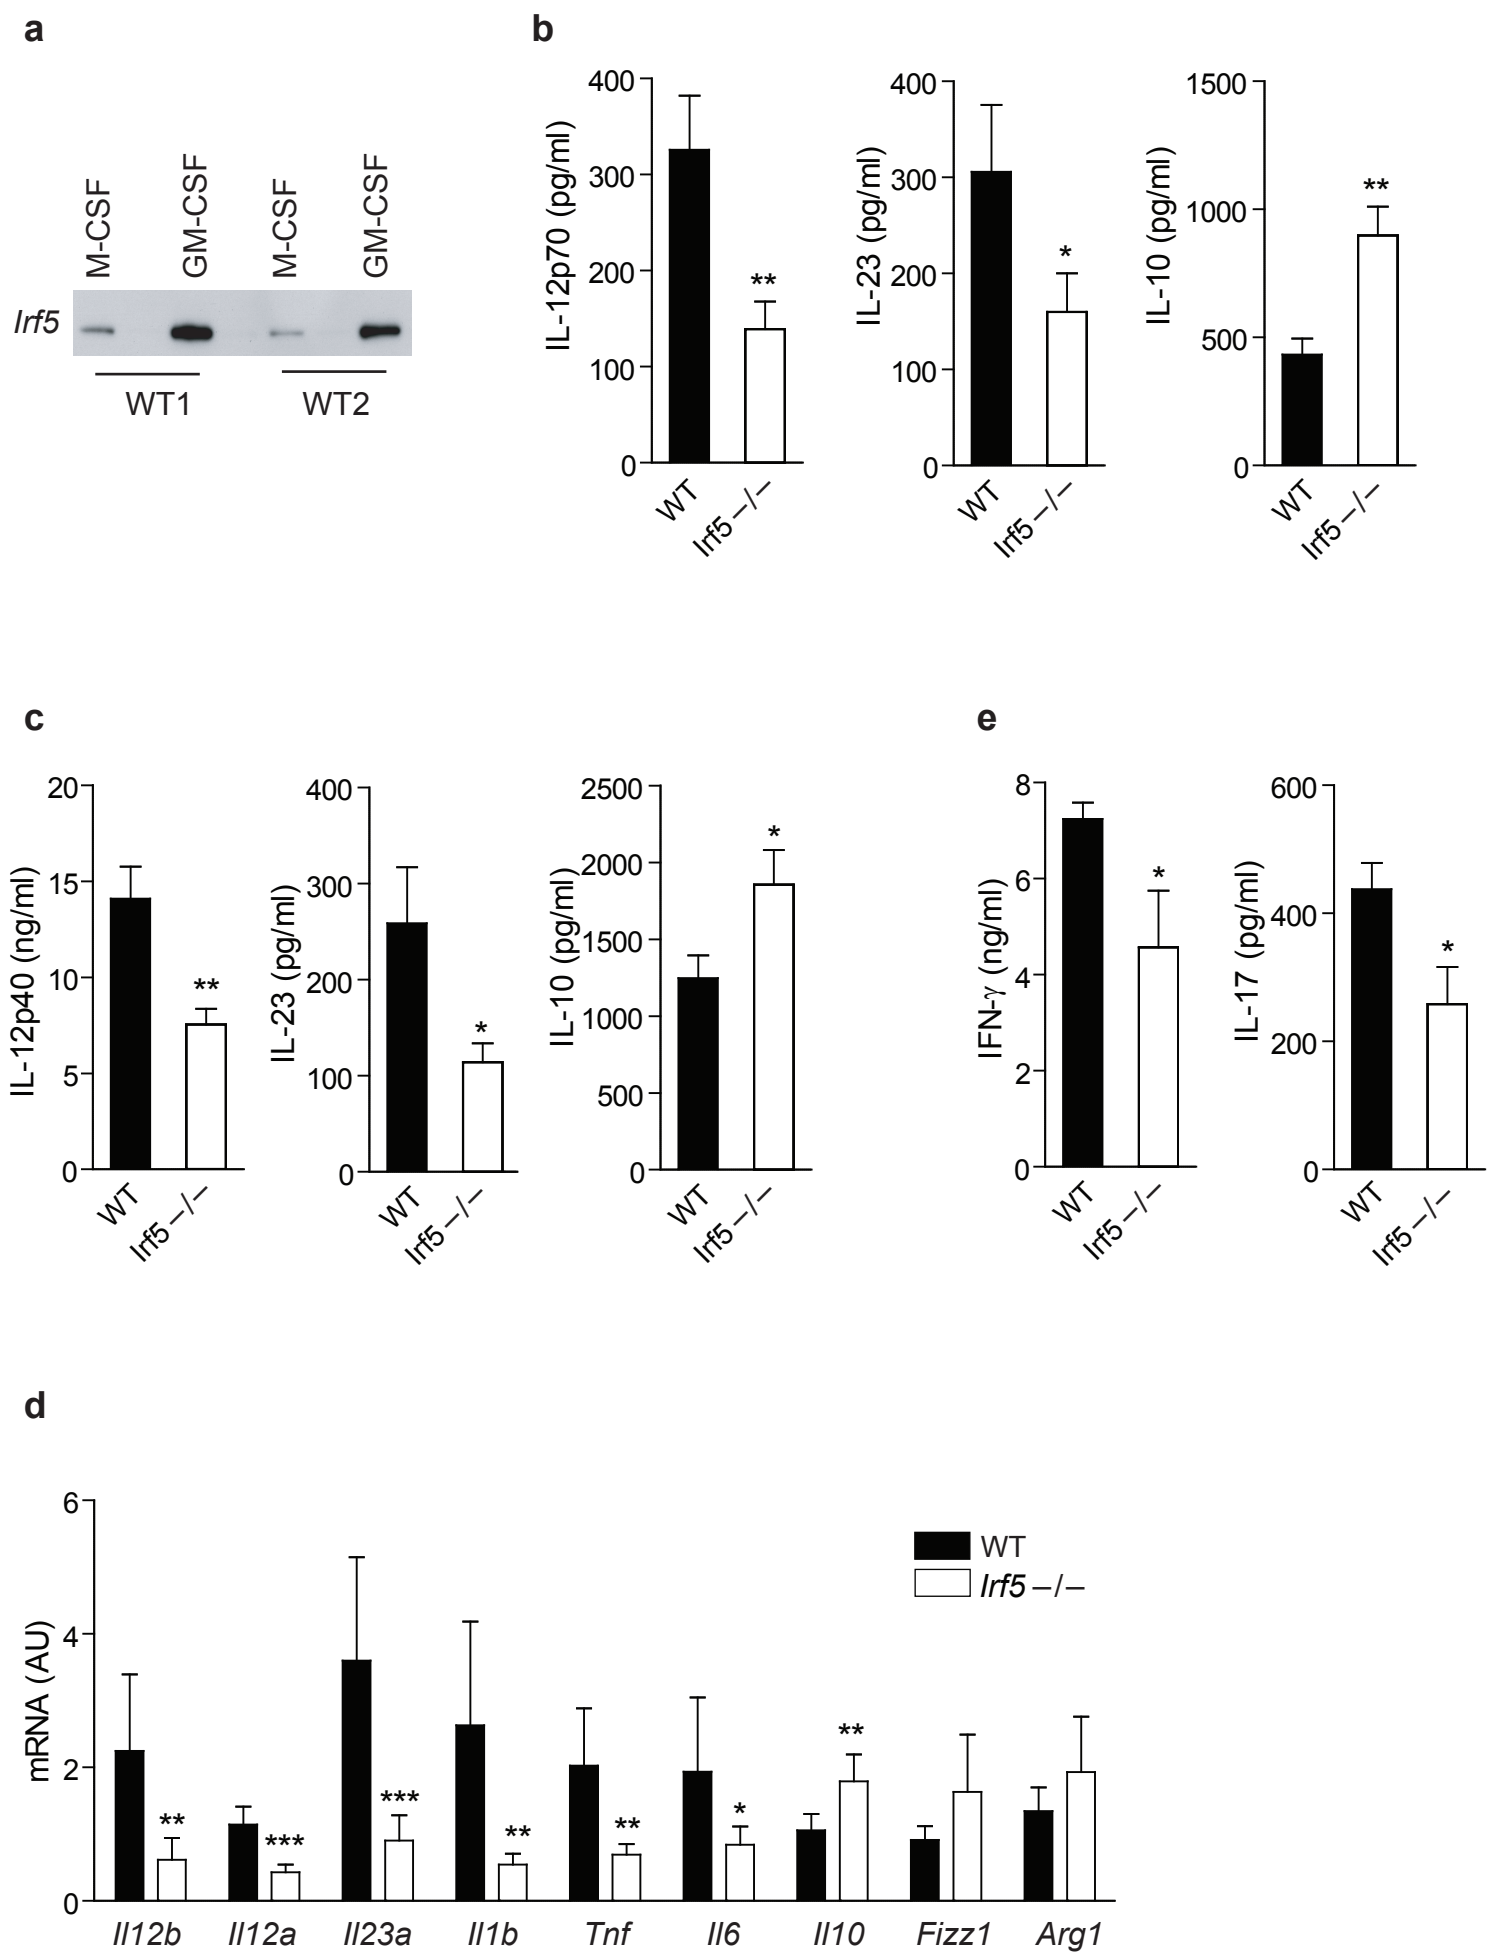 a
M-CSF
GM-CSF
M-CSF
GM-CSF
Irf5
WT1
WT2
b
IL-12p70 (pg/ml)
400
300
200
100
0
**
WT
Irf5 –/–
IL-23 (pg/ml)
400
300
200
100
0
*
WT
Irf5 –/–
IL-10 (pg/ml)
1500
1000
500
0
**
WT
Irf5 –/–
c
IL-12p40 (ng/ml)
20
15
10
5
0
**
WT
Irf5 –/–
IL-23 (pg/ml)
400
300
200
100
0
*
WT
Irf5 –/–
IL-10 (pg/ml)
2500
2000
1500
1000
500
0
*
WT
Irf5 –/–
e
IFN-γ (ng/ml)
8
6
4
2
0
*
WT
Irf5 –/–
IL-17 (pg/ml)
600
400
200
0
*
WT
Irf5 –/–
d
mRNA (AU)
6
4
2
0
WT
Irf5 –/–
** *** *** ** ** * **
Il12b Il12a Il23a Il1b Tnf Il6 Il10 Fizz1 Arg1